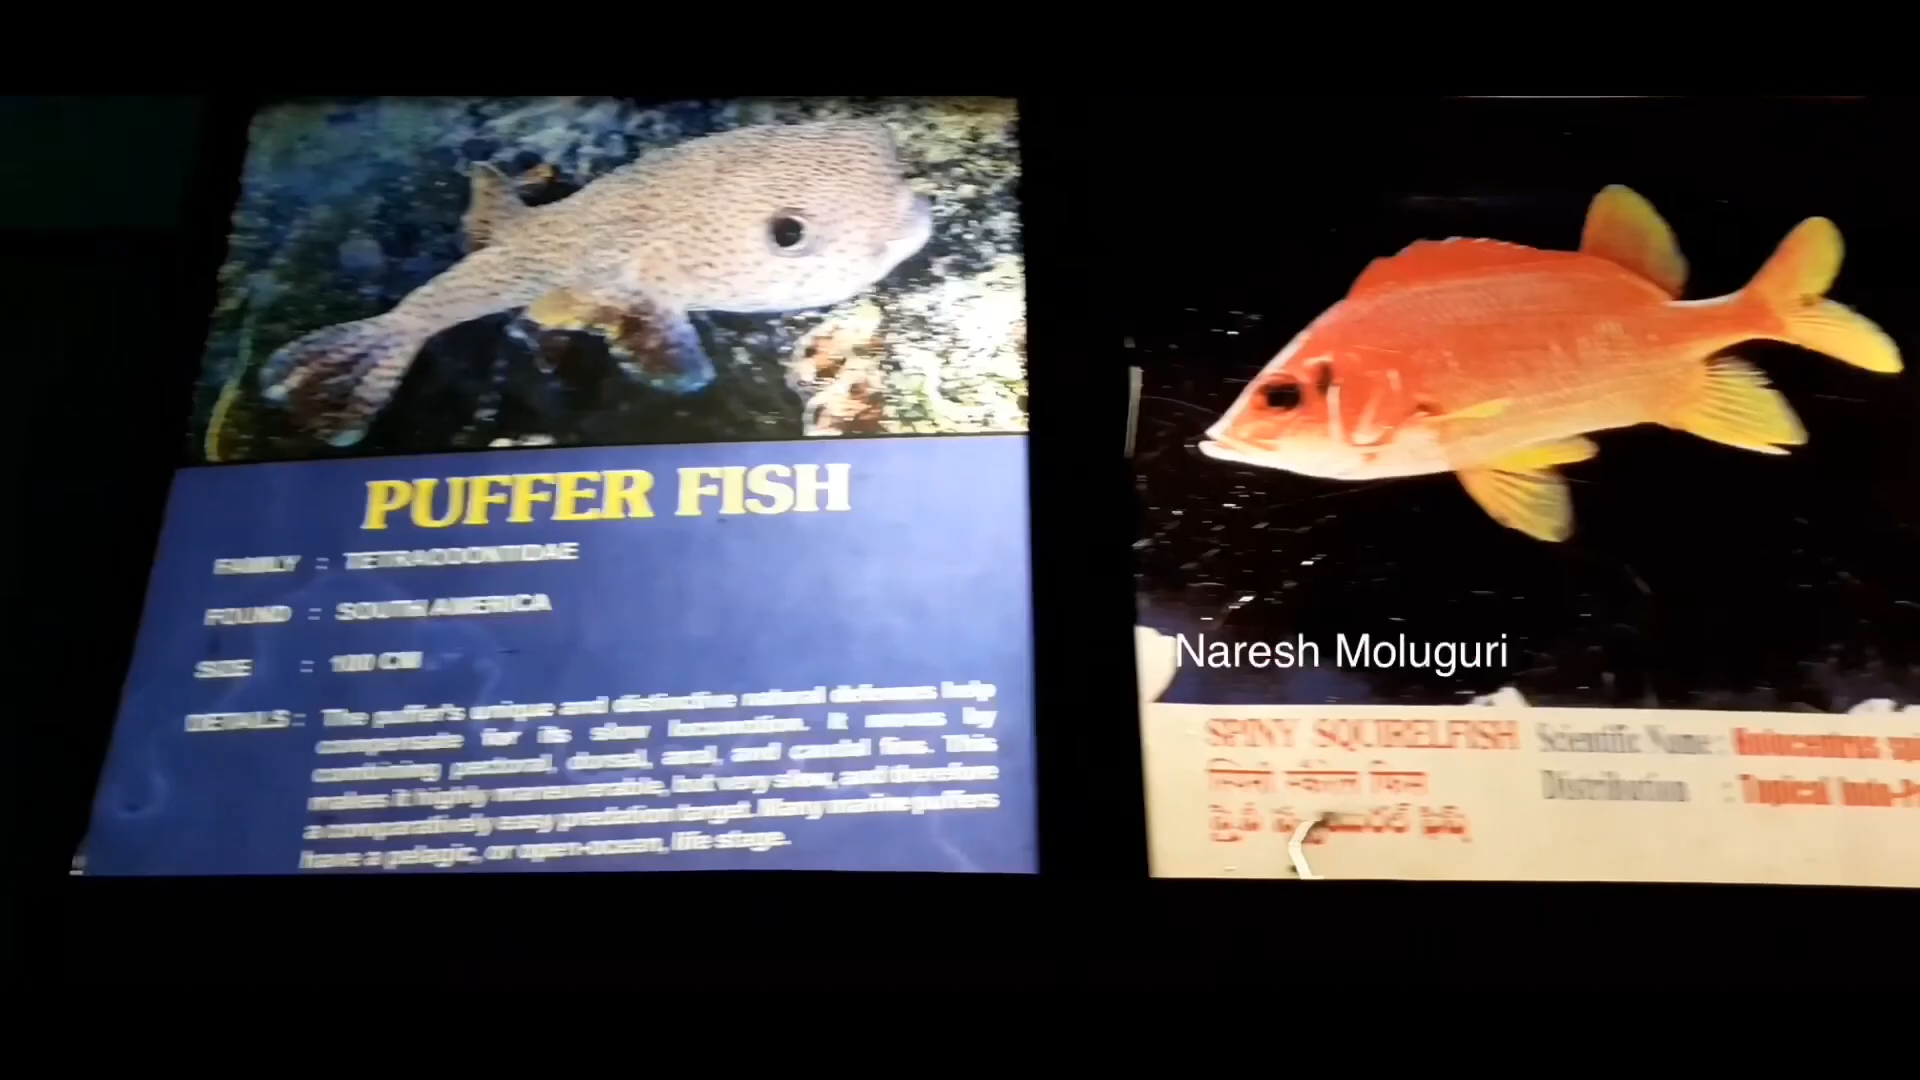 PUFFER FISH
FAMILY : TETRAODONTIDAE
FOUND : SOUTH AMERICA
SIZE : 100 CM
DETAILS : The puffer's unique and distinctive natural defenses help
compensate for its slow locomotion. It moves by
combining pectoral, dorsal, anal, and caudal fins. This
makes it highly maneuverable, but very slow, and therefore
a comparatively easy predation target. Many marine puffers
have a pelagic, or open-ocean, life stage.
Naresh Moluguri
SPINY SQUIRELFISH
Scientific Name : Holocentrus
Distribution : Topical Indo-P